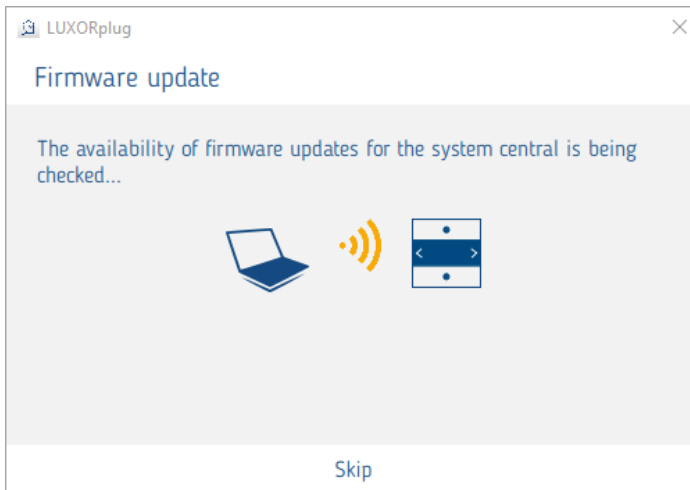 LUXORplug
Firmware update
The availability of firmware updates for the system central is being
checked...
Skip